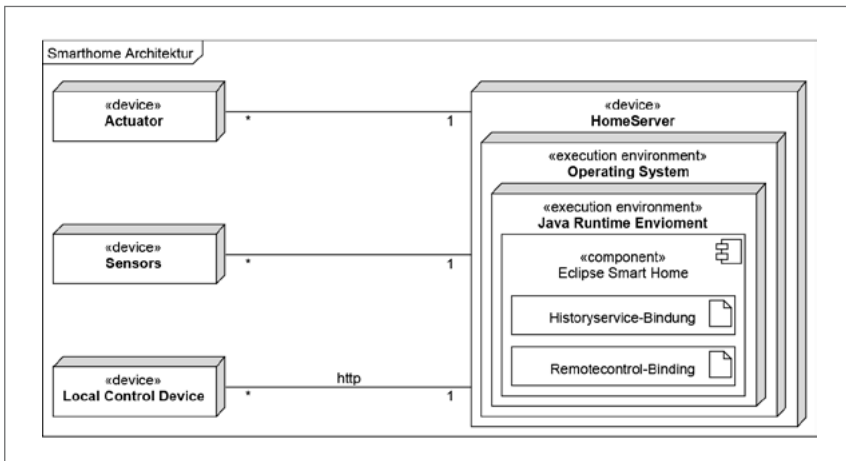 Smarthome Architektur
«device»
Actuator
*
1
«device»
HomeServer
«execution environment»
Operating System
«execution environment»
Java Runtime Envioment
«device»
Sensors
*
1
«component»
Eclipse Smart Home
Historyservice-Bindung
Remotecontrol-Binding
«device»
Local Control Device
*
http
1